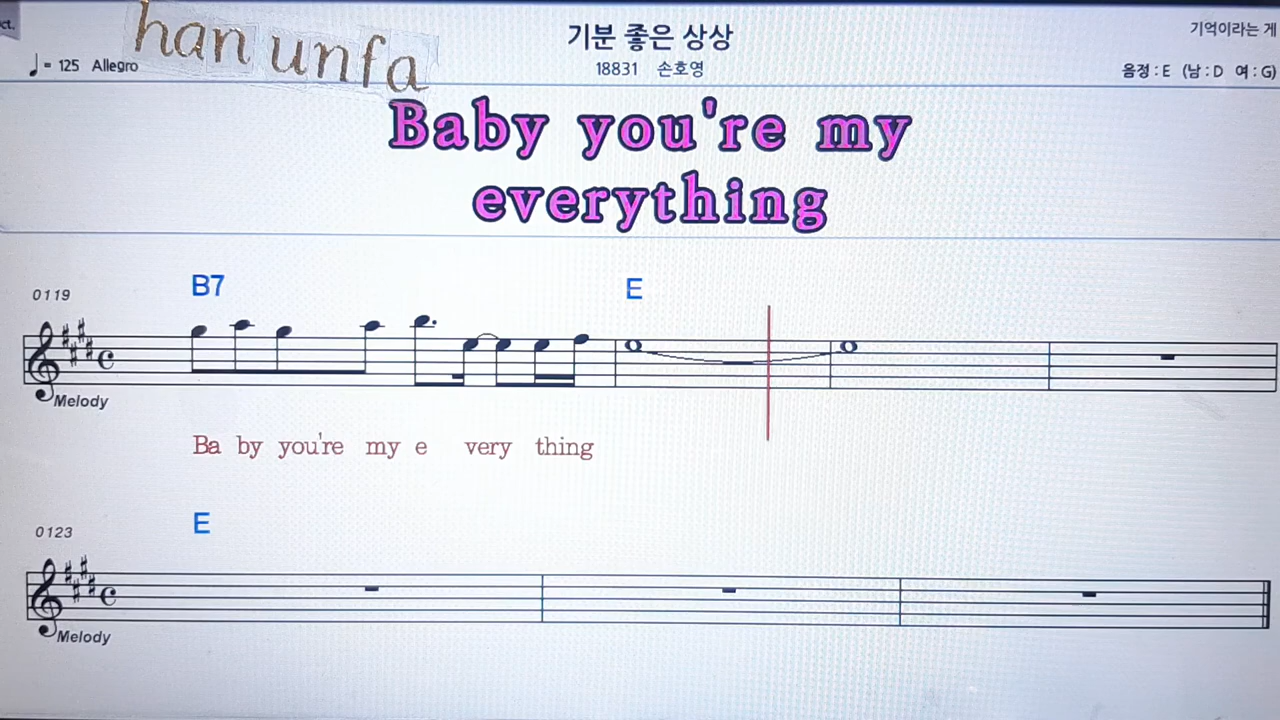 ct.
han unfa
기분 좋은 상상
기억이라는 게
♩= 125 Allegro
18831 손호영
음정 : E (남 : D 여 : G)
Baby you're my
everything
0119
B7
E
Melody
Ba by you're my e very thing
0123
E
Melody